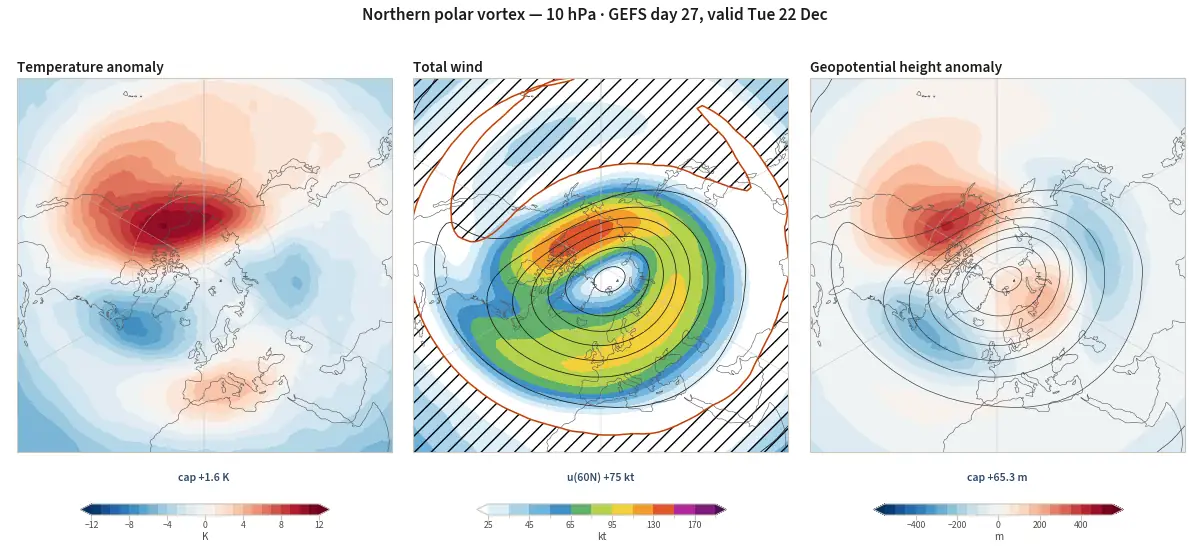 Northern polar vortex — 10 hPa · GEFS day 27, valid Tue 22 Dec
Temperature anomaly
Total wind
Geopotential height anomaly
cap +1.6 K
u(60N) +75 kt
cap +65.3 m
−12 −8 −4 0 4 8 12
K
25 45 65 95 130 170
kt
−400 −200 0 200 400
m